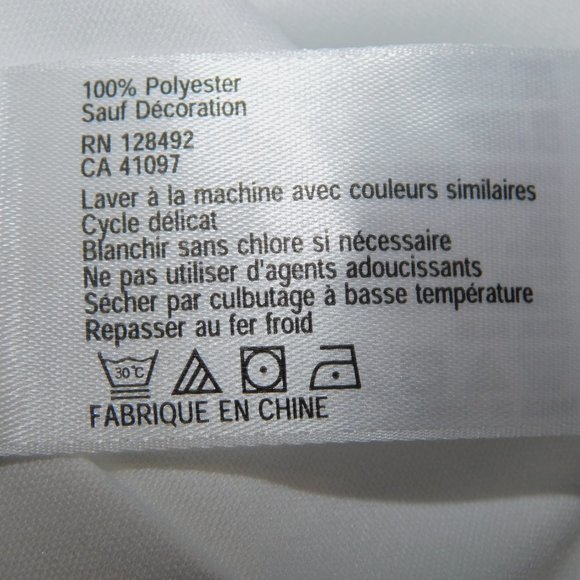 100% Polyester
Sauf Décoration
RN 128492
CA 41097
Laver à la machine avec couleurs similaires
Cycle délicat
Blanchir sans chlore si nécessaire
Ne pas utiliser d'agents adoucissants
Sécher par culbutage à basse température
Repasser au fer froid
30°C
FABRIQUE EN CHINE